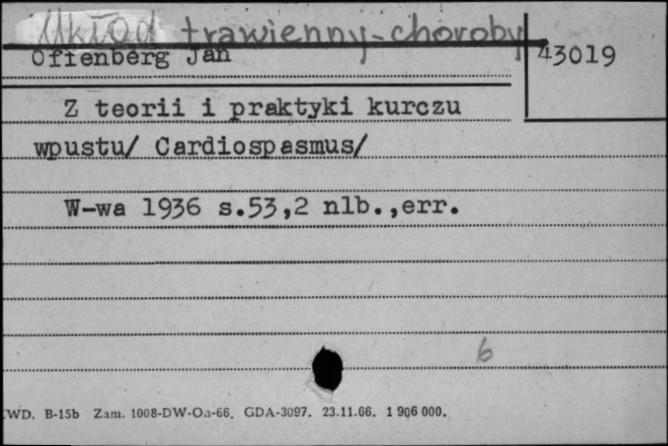 Układ trawienny-choroby
Offenberg Jan
43019
Z teorii i praktyki kurczu
wpustu/ Cardiospasmus/
W-wa 1936 s.53,2 nlb.,err.
6
WD. B-15b Zam. 1008-DW-Oa-66. GDA-3097. 23.11.66. 1 906 000.